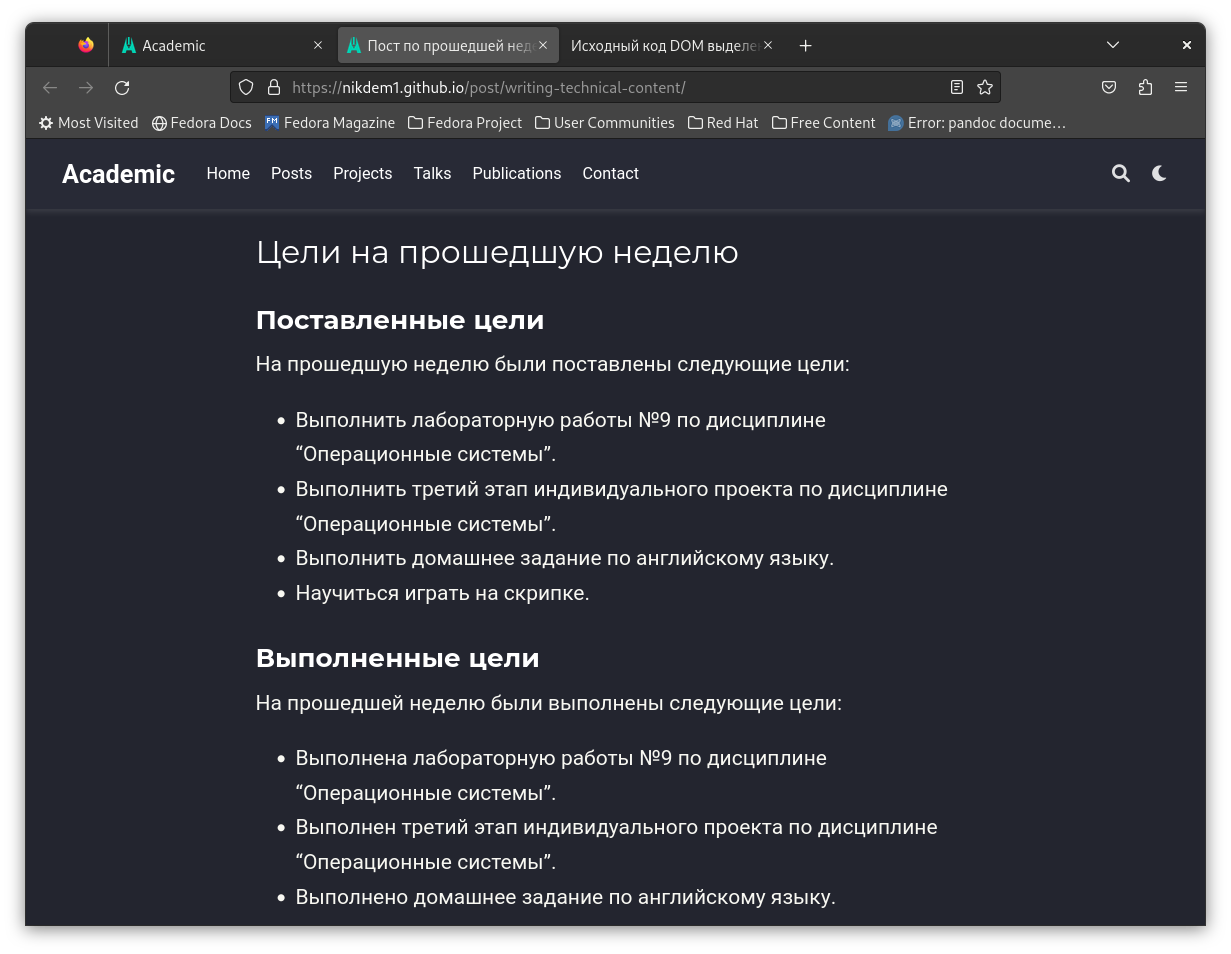 Academic
Пост по прошедшей нед
Исходный код DOM выделе
https://nikdem1.github.io/post/writing-technical-content/
Most Visited
Fedora Docs
FM
Fedora Magazine
Fedora Project
User Communities
Red Hat
Free Content
Error: pandoc docume…
Academic
Home
Posts
Projects
Talks
Publications
Contact
Цели на прошедшую неделю
Поставленные цели
На прошедшую неделю были поставлены следующие цели:
• Выполнить лабораторную работы №9 по дисциплине
“Операционные системы”.
• Выполнить третий этап индивидуального проекта по дисциплине
“Операционные системы”.
• Выполнить домашнее задание по английскому языку.
• Научиться играть на скрипке.
Выполненные цели
На прошедшей неделю были выполнены следующие цели:
• Выполнена лабораторную работы №9 по дисциплине
“Операционные системы”.
• Выполнен третий этап индивидуального проекта по дисциплине
“Операционные системы”.
• Выполнено домашнее задание по английскому языку.